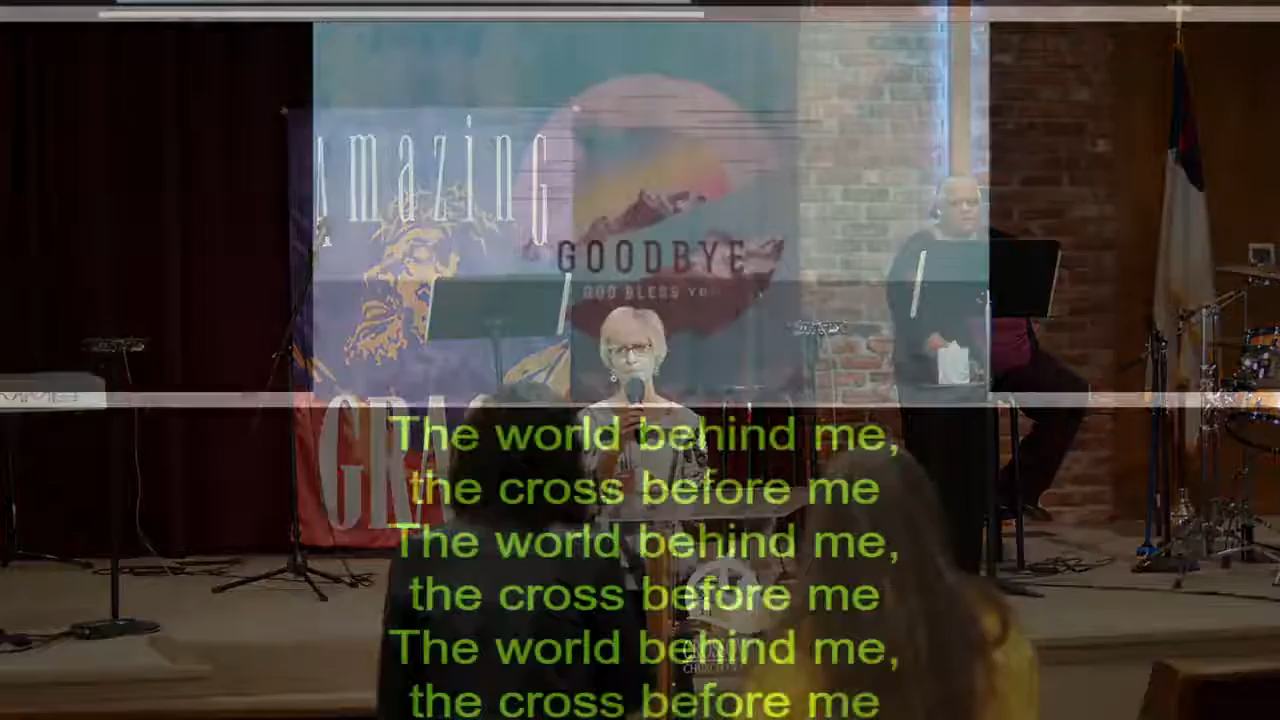 Amazing
GRA
GOODBYE
GOD BLESS YOU
The world behind me,
the cross before me
The world behind me,
the cross before me
The world behind me,
the cross before me
CHURCH